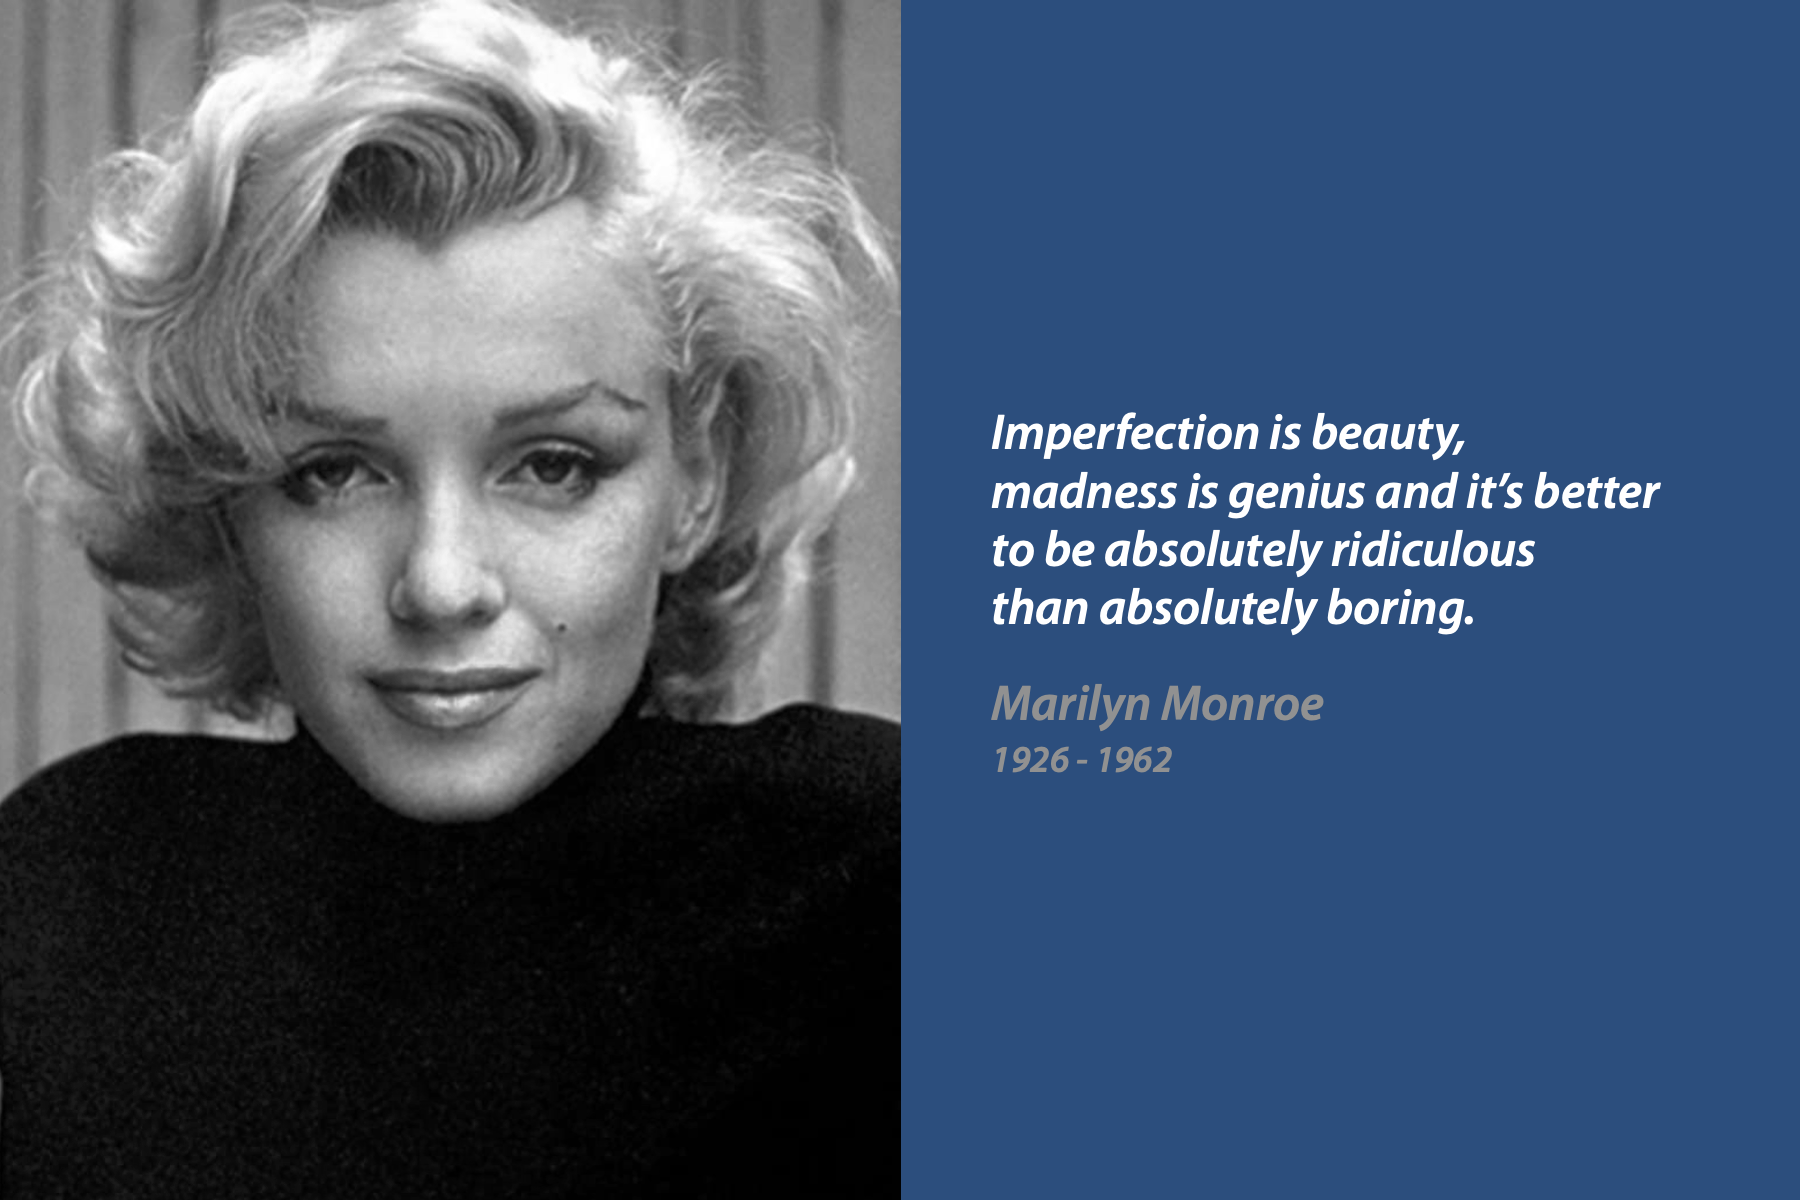 Imperfection is beauty,
madness is genius and it’s better
to be absolutely ridiculous
than absolutely boring.
Marilyn Monroe
1926 - 1962